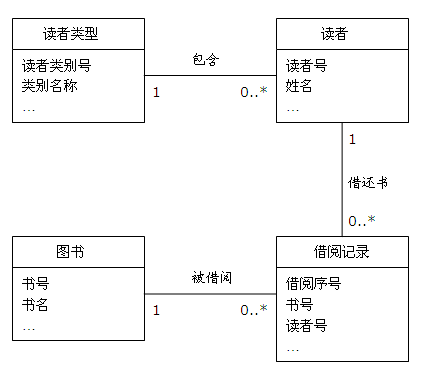 读者类型
读者类别号
类别名称
...
包含
1
0..*
读者
读者号
姓名
...
1
借还书
0..*
图书
书号
书名
...
被借阅
1
0..*
借阅记录
借阅序号
书号
读者号
...